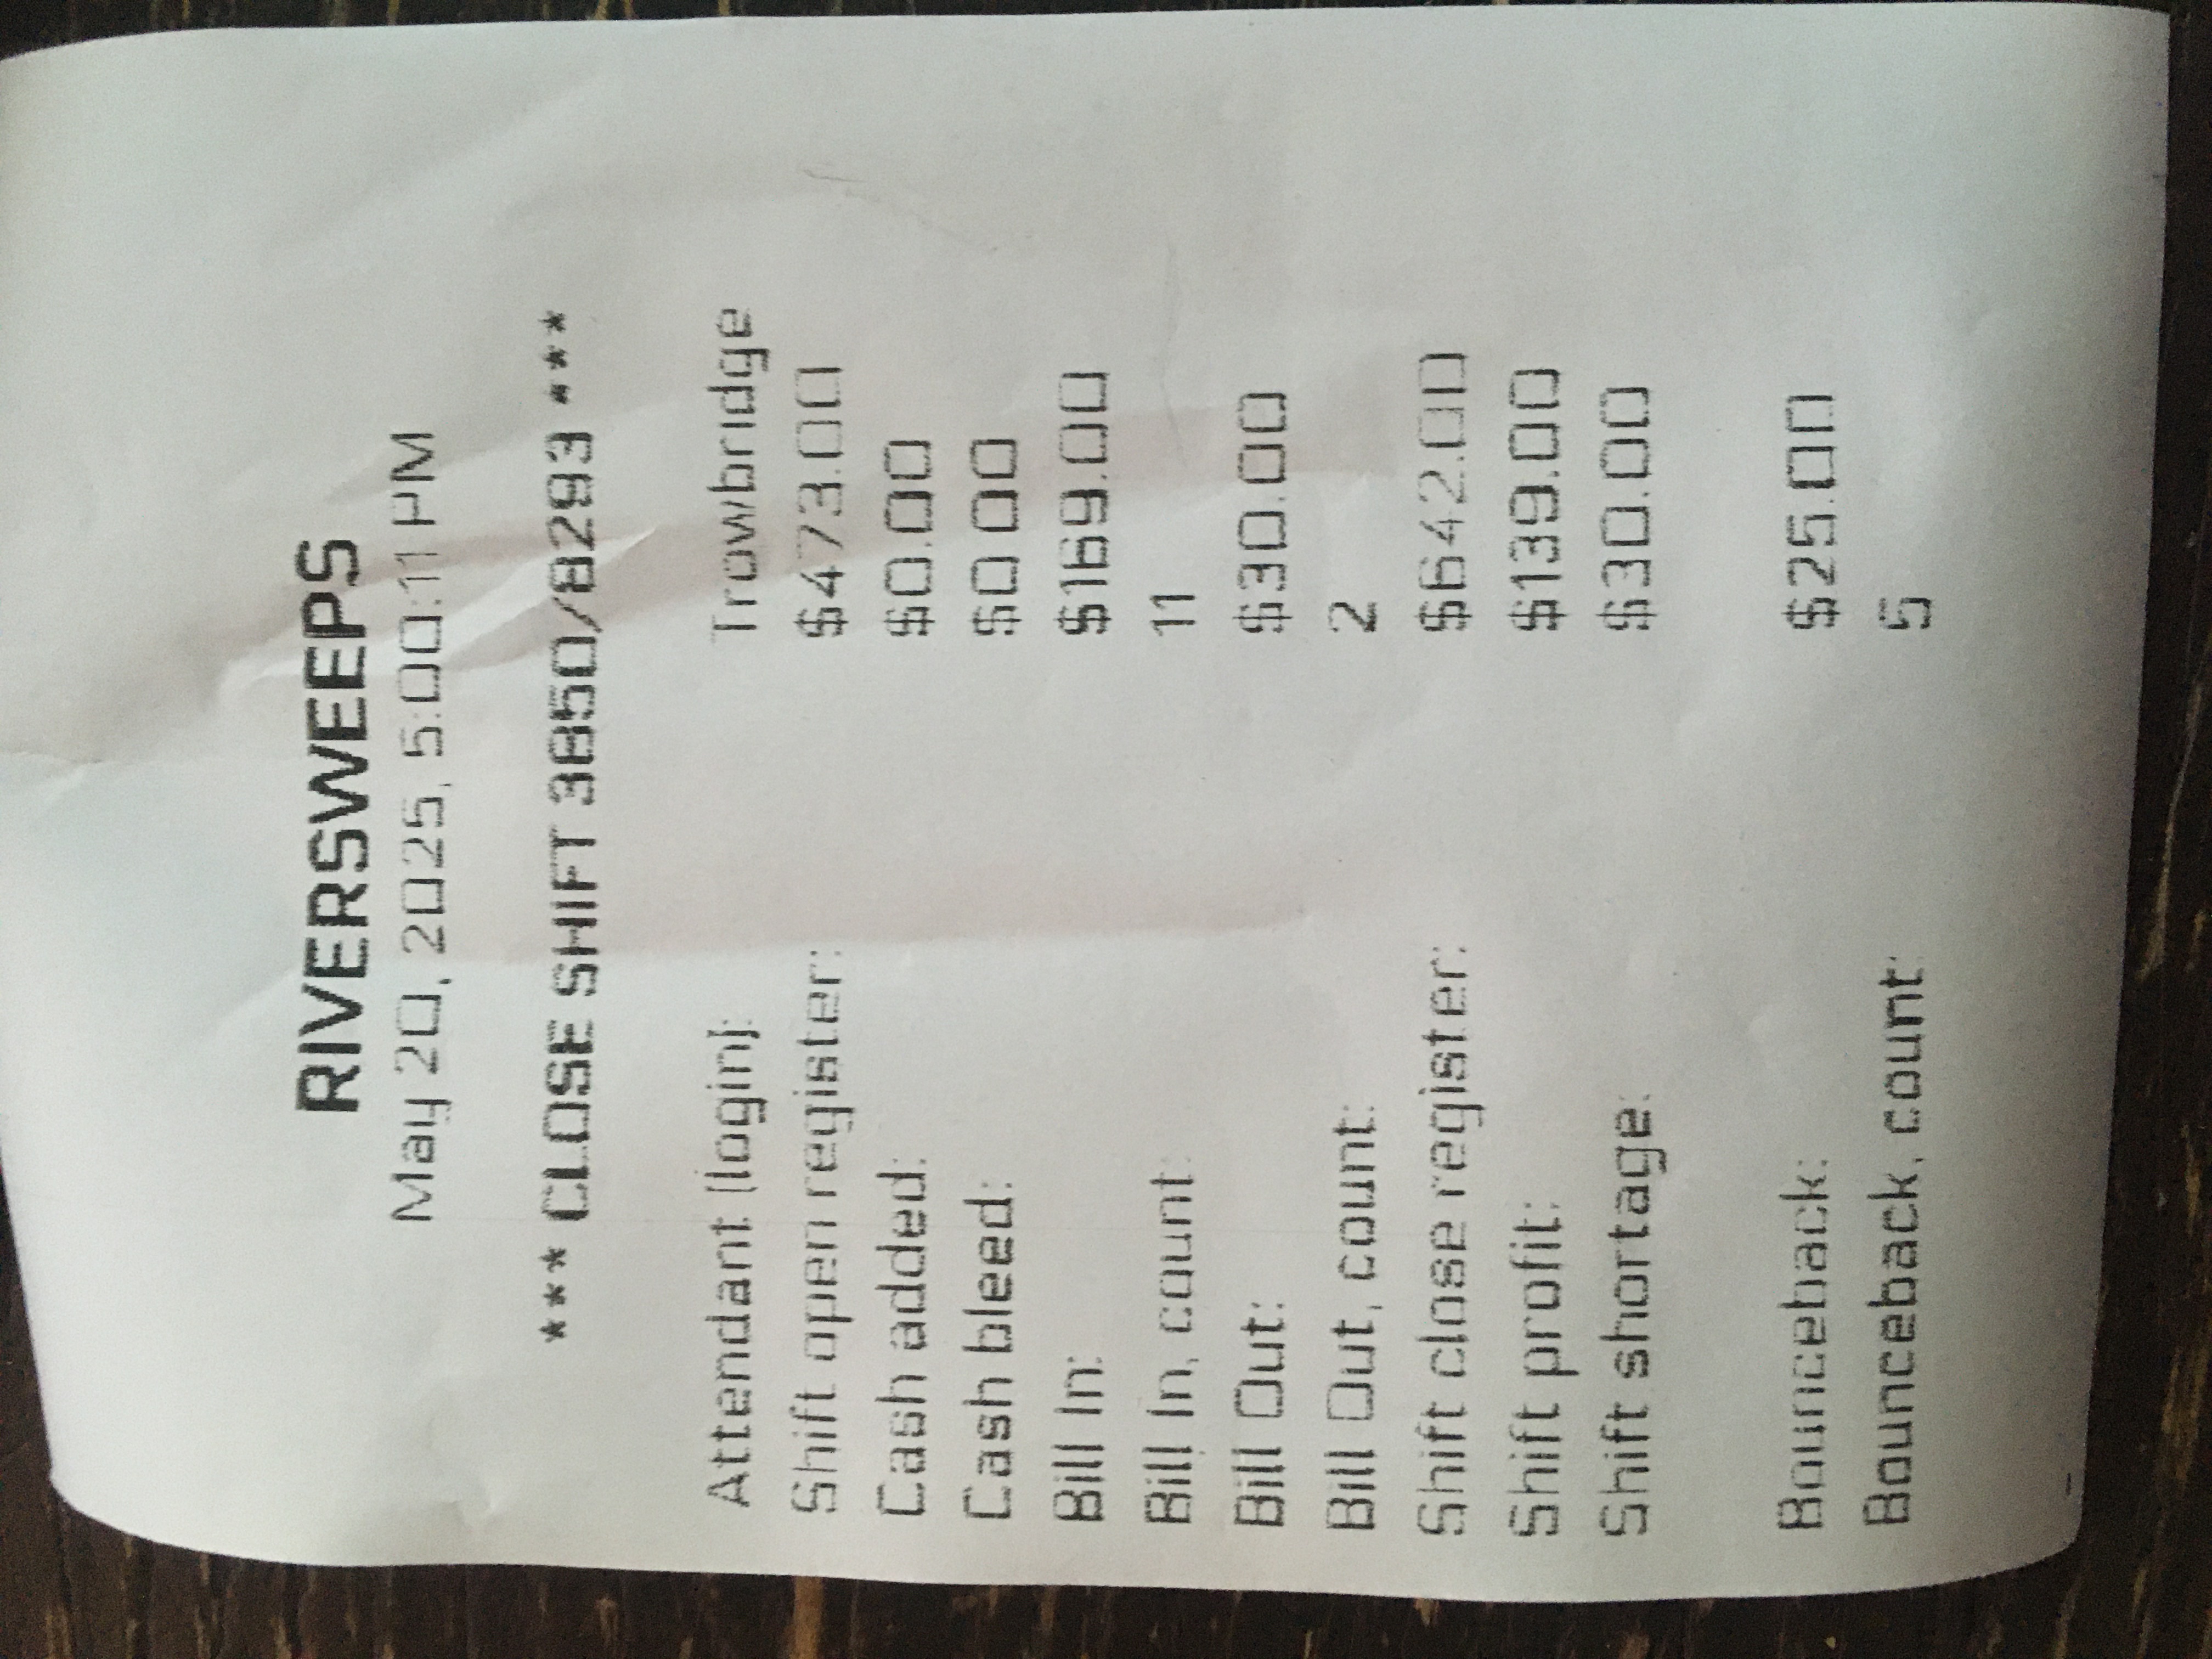 RIVERSWEEPS
May 20, 2025, 5:00:11 PM
*** CLOSE SHIFT 3850/8293 ***
Attendant (login): Trowbridge
Shift open register: $473.00
Cash added: $0.00
Cash bleed: $0.00
Bill In: $169.00
Bill In, count: 11
Bill Out: $30.00
Bill Out, count: 2
Shift close register: $642.00
Shift profit: $139.00
Shift shortage: $30.00
Bounceback: $25.00
Bounceback, count: 5